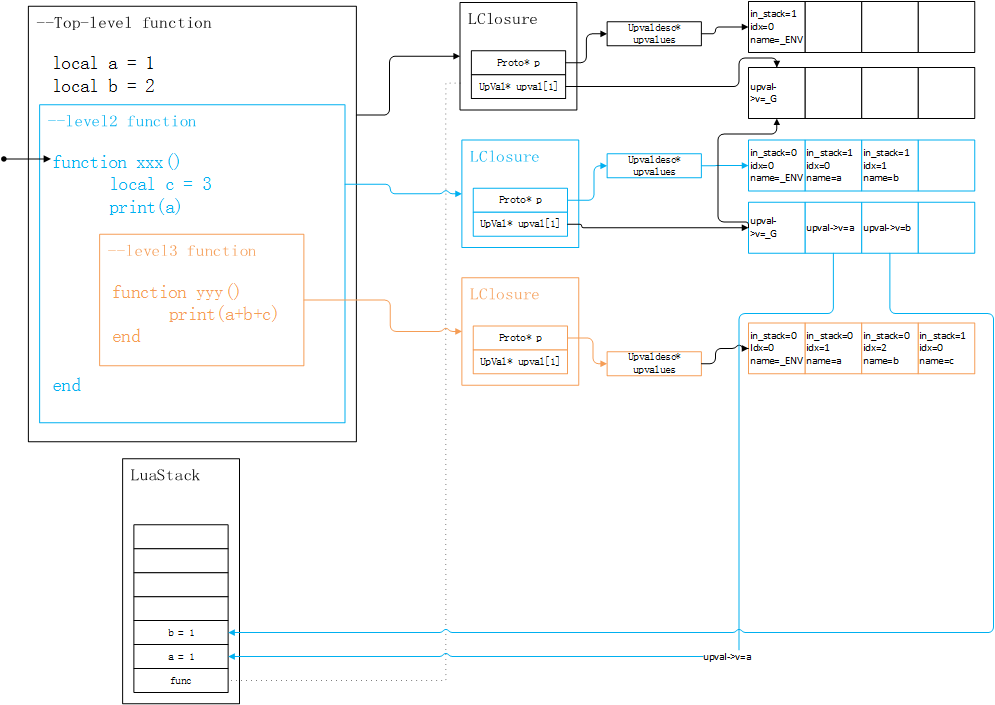 --Top-level function
local a = 1
local b = 2
--level2 function
function xxx()
local c = 3
print(a)
--level3 function
function yyy()
print(a+b+c)
end
end
LClosure
Proto* p
UpVal* upval[1]
Upvaldesc*
upvalues
in_stack=1
idx=0
name=_ENV
upval-
>v=_G
LClosure
Proto* p
UpVal* upval[1]
Upvaldesc*
upvalues
in_stack=0
idx=0
name=_ENV
in_stack=1
idx=0
name=a
in_stack=1
idx=1
name=b
upval-
>v=_G
upval->v=a
upval->v=b
LClosure
Proto* p
UpVal* upval[1]
Upvaldesc*
upvalues
in_stack=0
Idx=0
name=_ENV
in_stack=0
idx=1
name=a
in_stack=0
idx=2
name=b
in_stack=1
idx=0
name=c
LuaStack
b = 1
a = 1
func
upval->v=a